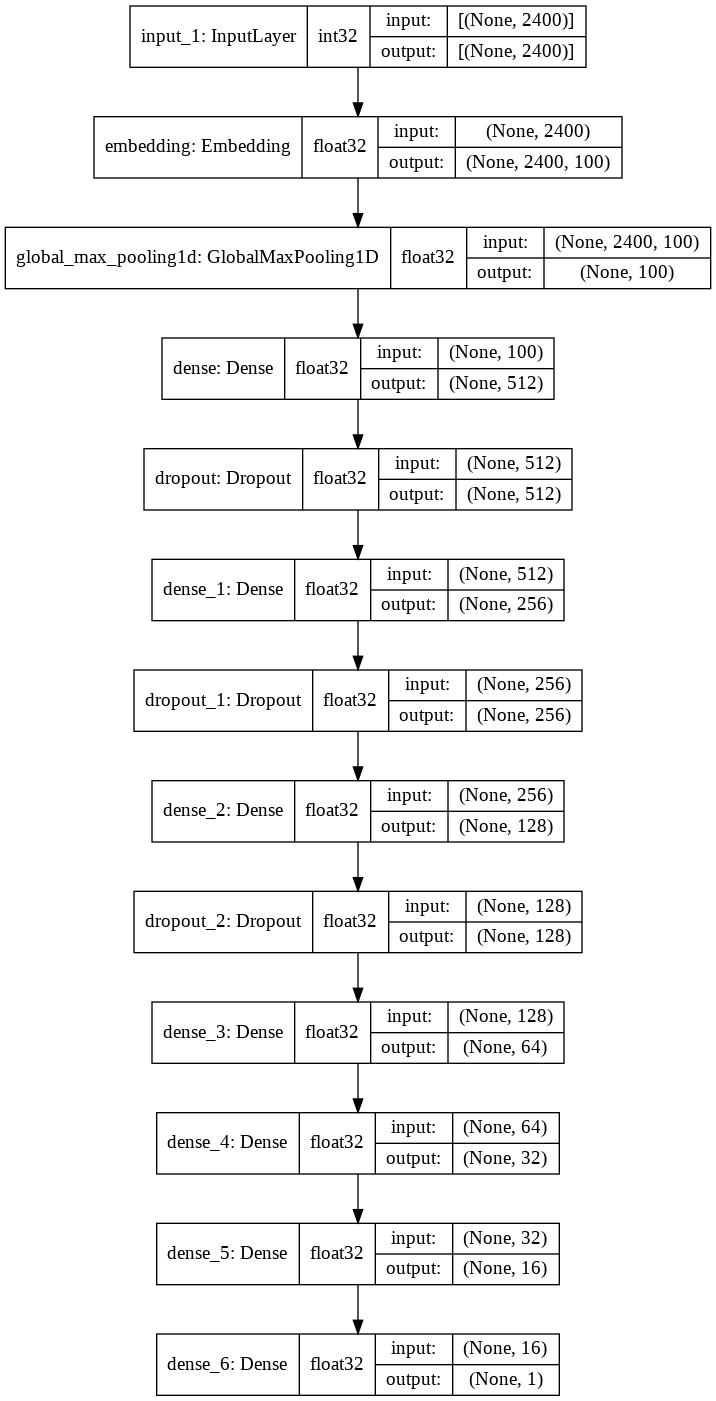 input_1: InputLayer int32 input: [(None, 2400)]
output: [(None, 2400)]
embedding: Embedding float32 input: (None, 2400)
output: (None, 2400, 100)
global_max_pooling1d: GlobalMaxPooling1D float32 input: (None, 2400, 100)
output: (None, 100)
dense: Dense float32 input: (None, 100)
output: (None, 512)
dropout: Dropout float32 input: (None, 512)
output: (None, 512)
dense_1: Dense float32 input: (None, 512)
output: (None, 256)
dropout_1: Dropout float32 input: (None, 256)
output: (None, 256)
dense_2: Dense float32 input: (None, 256)
output: (None, 128)
dropout_2: Dropout float32 input: (None, 128)
output: (None, 128)
dense_3: Dense float32 input: (None, 128)
output: (None, 64)
dense_4: Dense float32 input: (None, 64)
output: (None, 32)
dense_5: Dense float32 input: (None, 32)
output: (None, 16)
dense_6: Dense float32 input: (None, 16)
output: (None, 1)